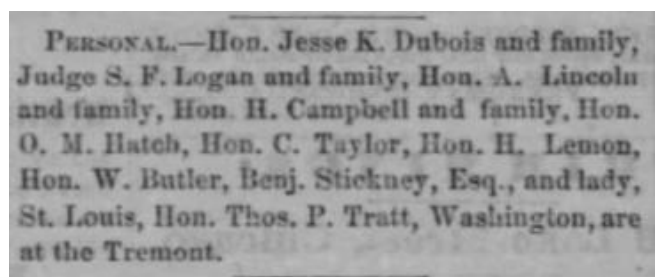 PERSONAL.—Hon. Jesse K. Dubois and family,
Judge S. F. Logan and family, Hon. A. Lincoln
and family, Hon. H. Campbell and family, Hon.
O. M. Hatch, Hon. C. Taylor, Hon. H. Lemon,
Hon. W. Butler, Benj. Stickney, Esq., and lady,
St. Louis, Hon. Thos. P. Tratt, Washington, are
at the Tremont.